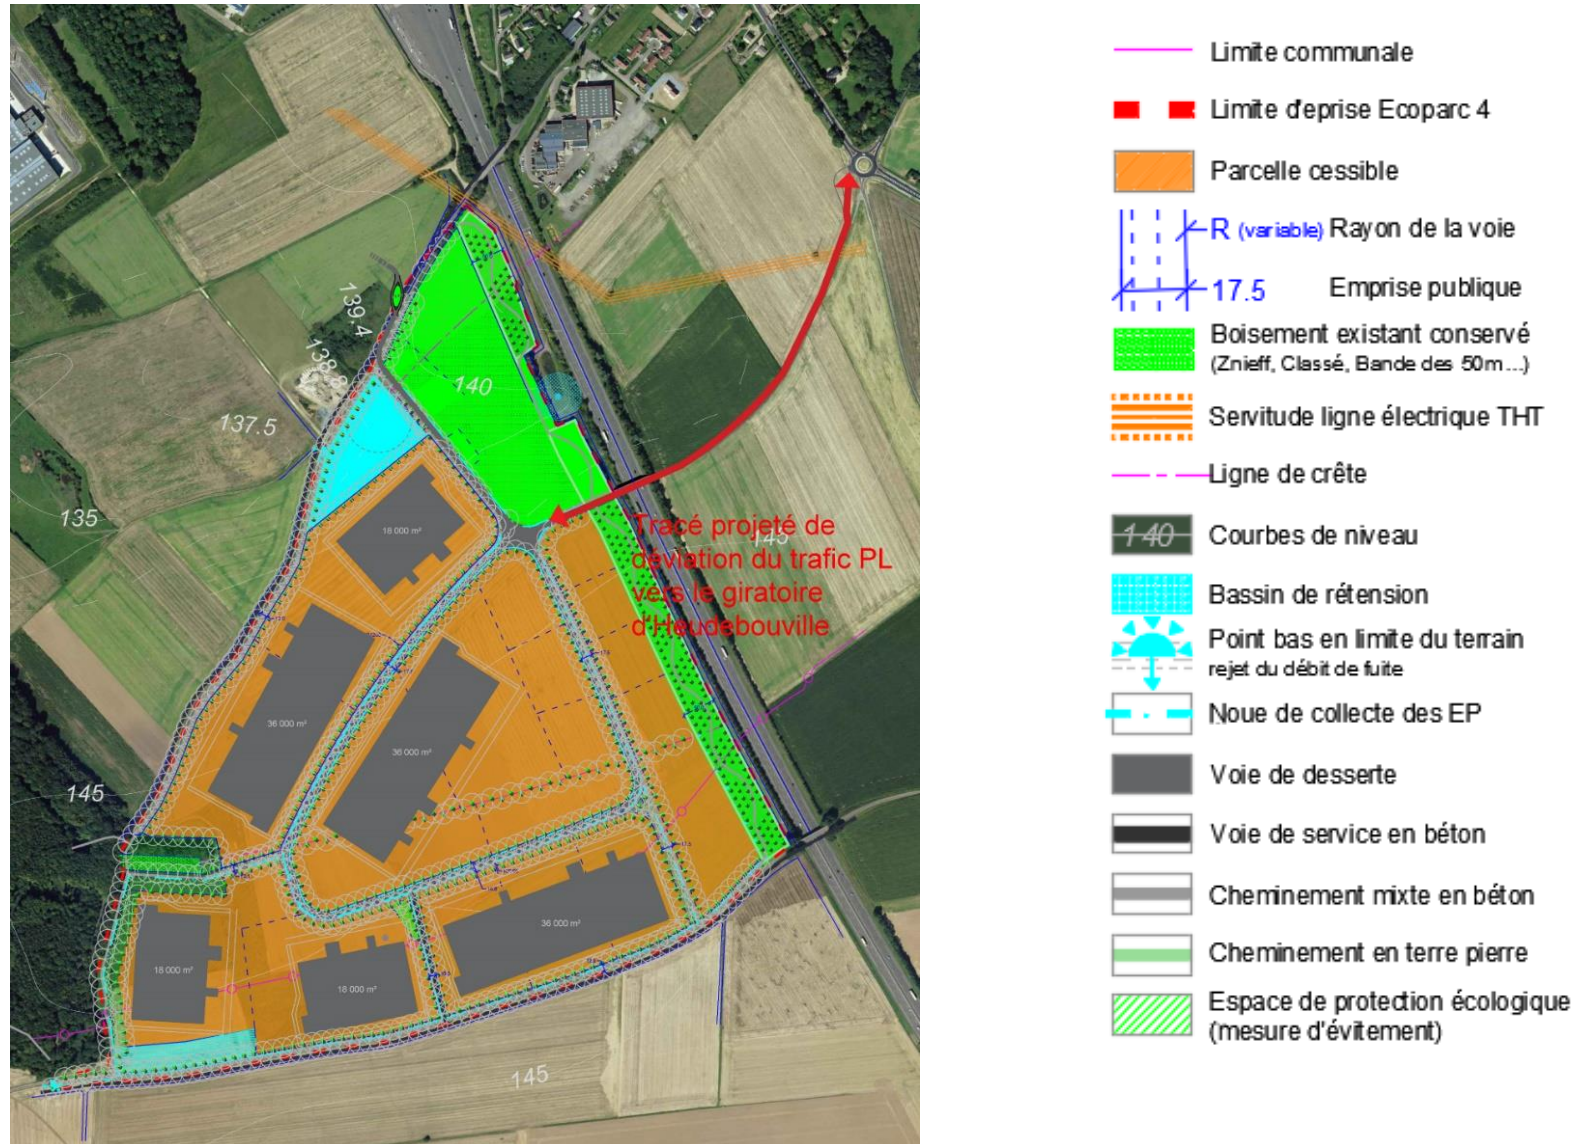 139.4
138.8
140
137.5
135
18 000 m²
145
Tracé projeté de
déviation du trafic PL
vers le giratoire
d'Heudebouville
36 000 m²
36 000 m²
145
36 000 m²
18 000 m²
18 000 m²
145
Limite communale
Limite d'eprise Ecoparc 4
Parcelle cessible
R (variable) Rayon de la voie
17.5 Emprise publique
Boisement existant conservé
(Znieff, Classé, Bande des 50m...)
Servitude ligne électrique THT
Ligne de crête
140 Courbes de niveau
Bassin de rétension
Point bas en limite du terrain
rejet du débit de fuite
Noue de collecte des EP
Voie de desserte
Voie de service en béton
Cheminement mixte en béton
Cheminement en terre pierre
Espace de protection écologique
(mesure d'évitement)